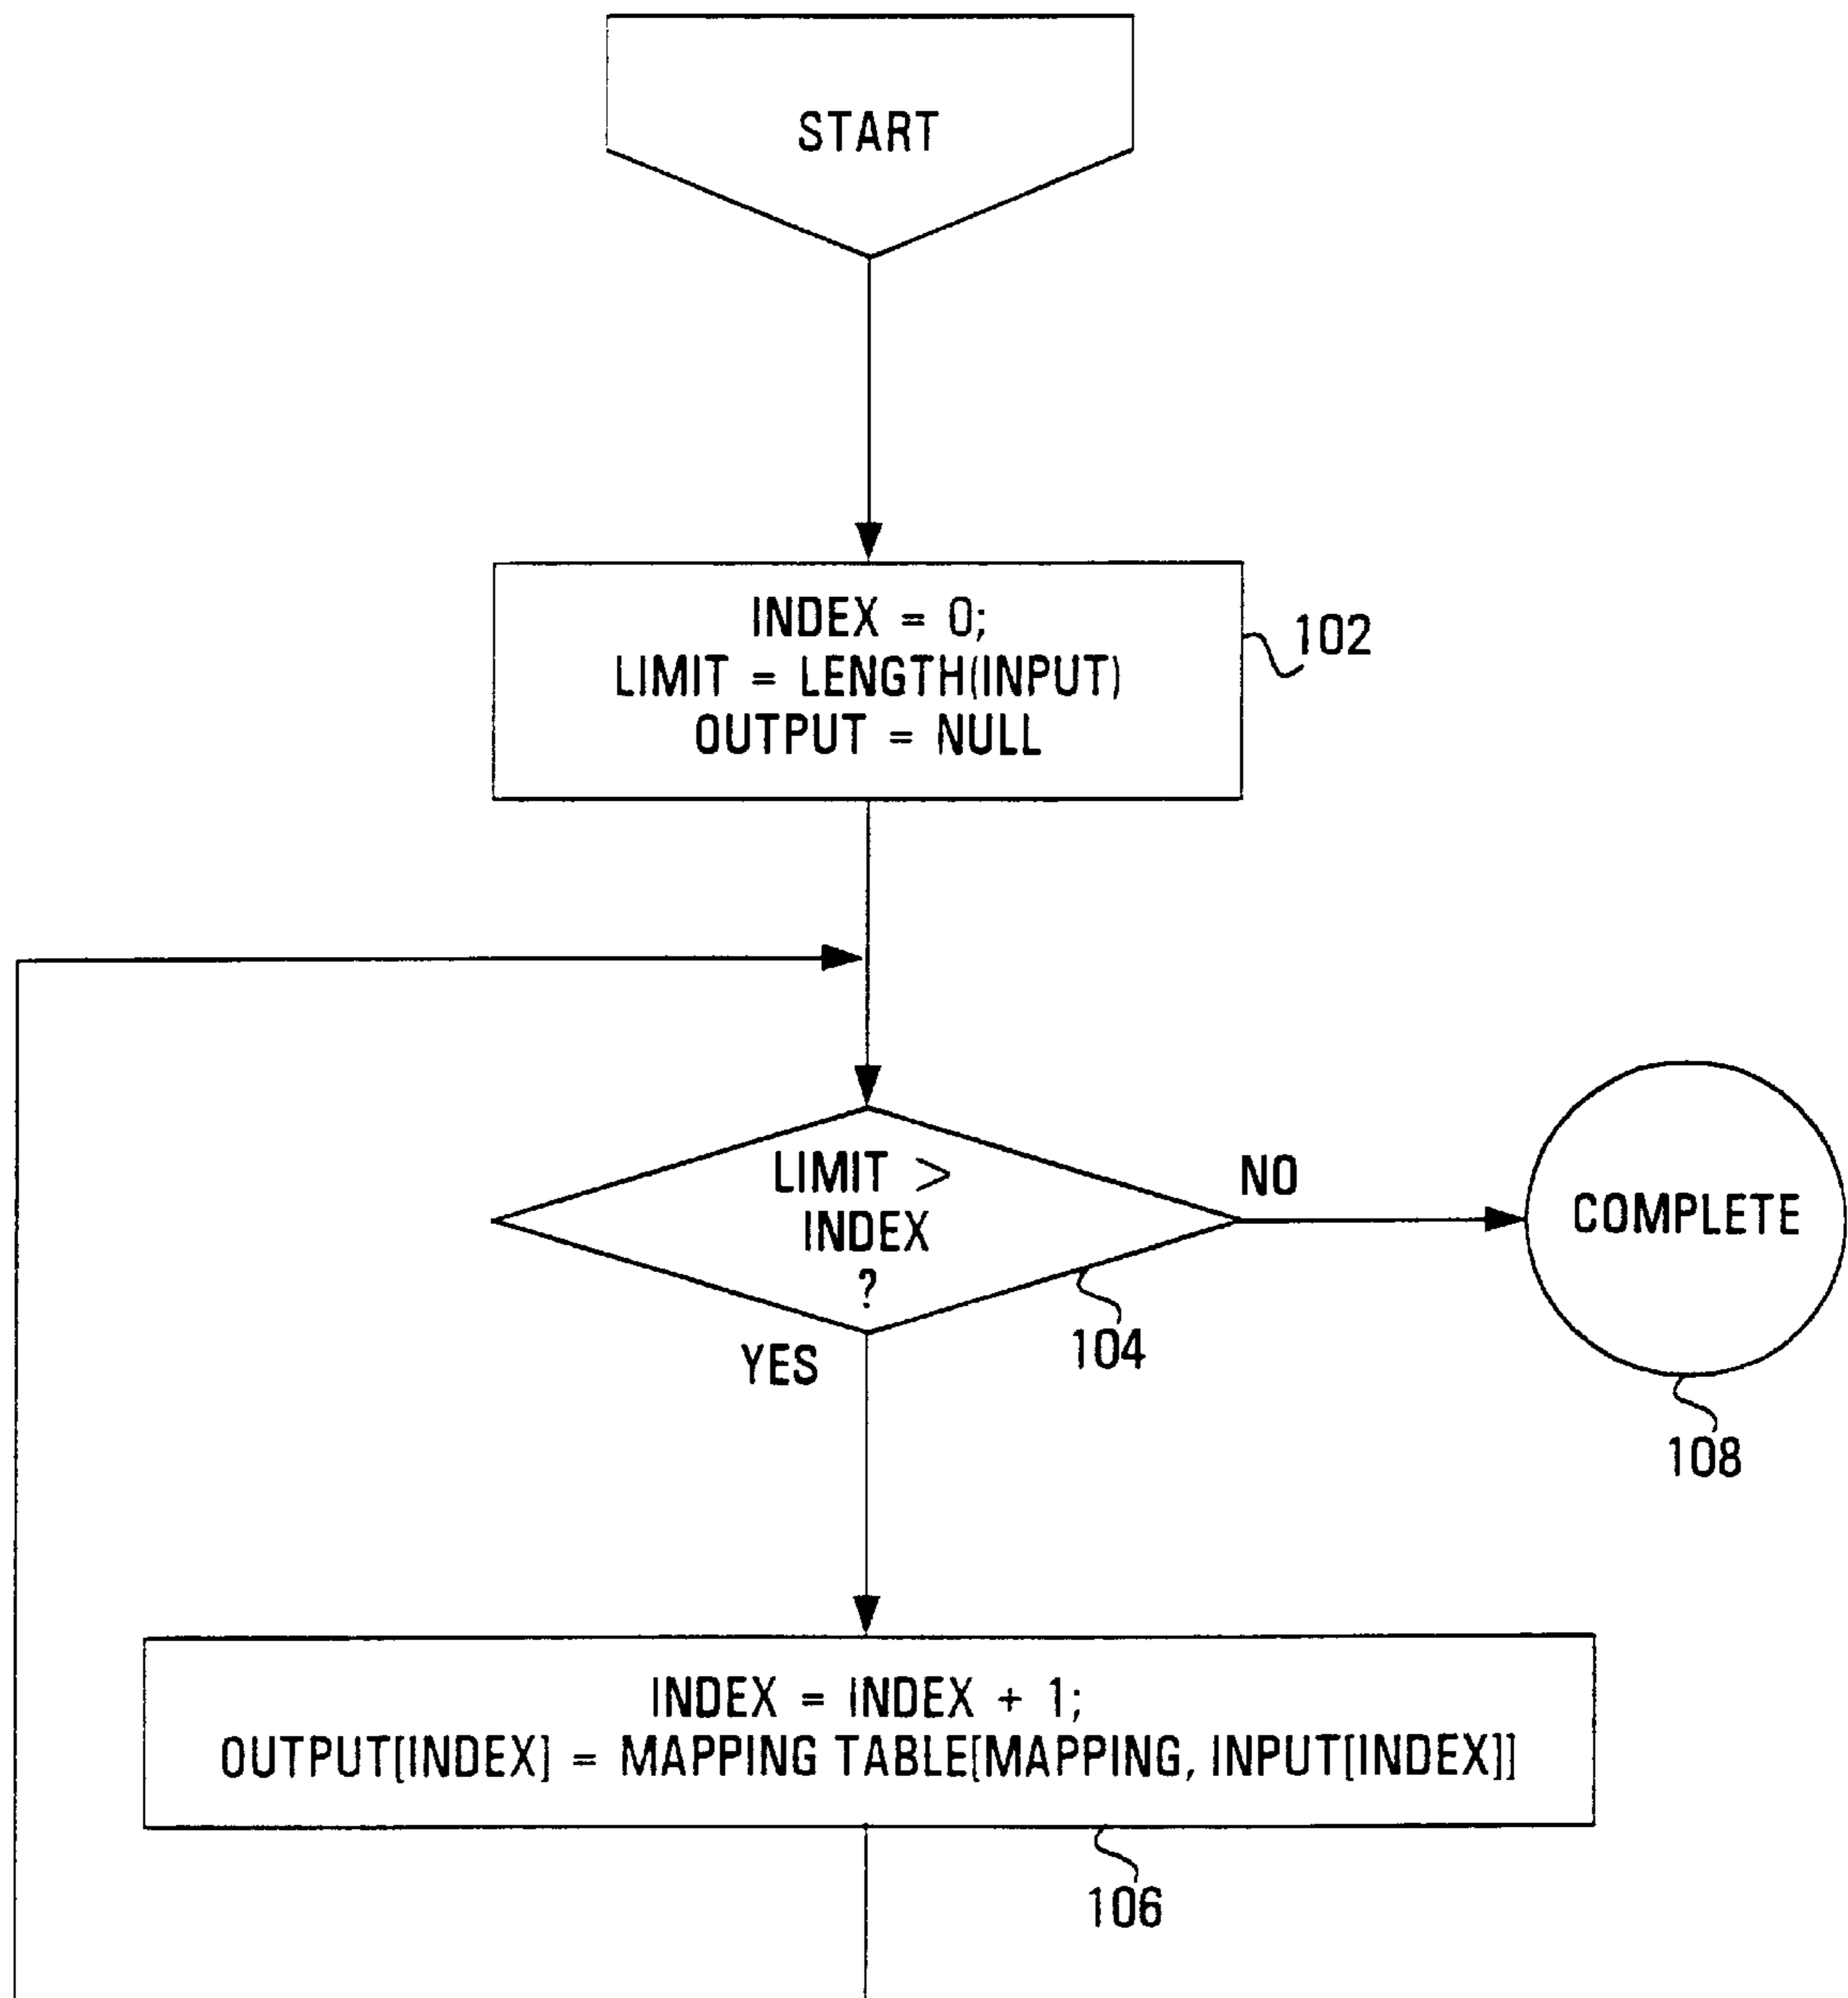 START
INDEX = 0;
LIMIT = LENGTH(INPUT)
OUTPUT = NULL
102
LIMIT >
INDEX
?
NO
COMPLETE
YES
104
108
INDEX = INDEX + 1;
OUTPUT[INDEX] = MAPPING TABLE[MAPPING, INPUT[INDEX]]
106